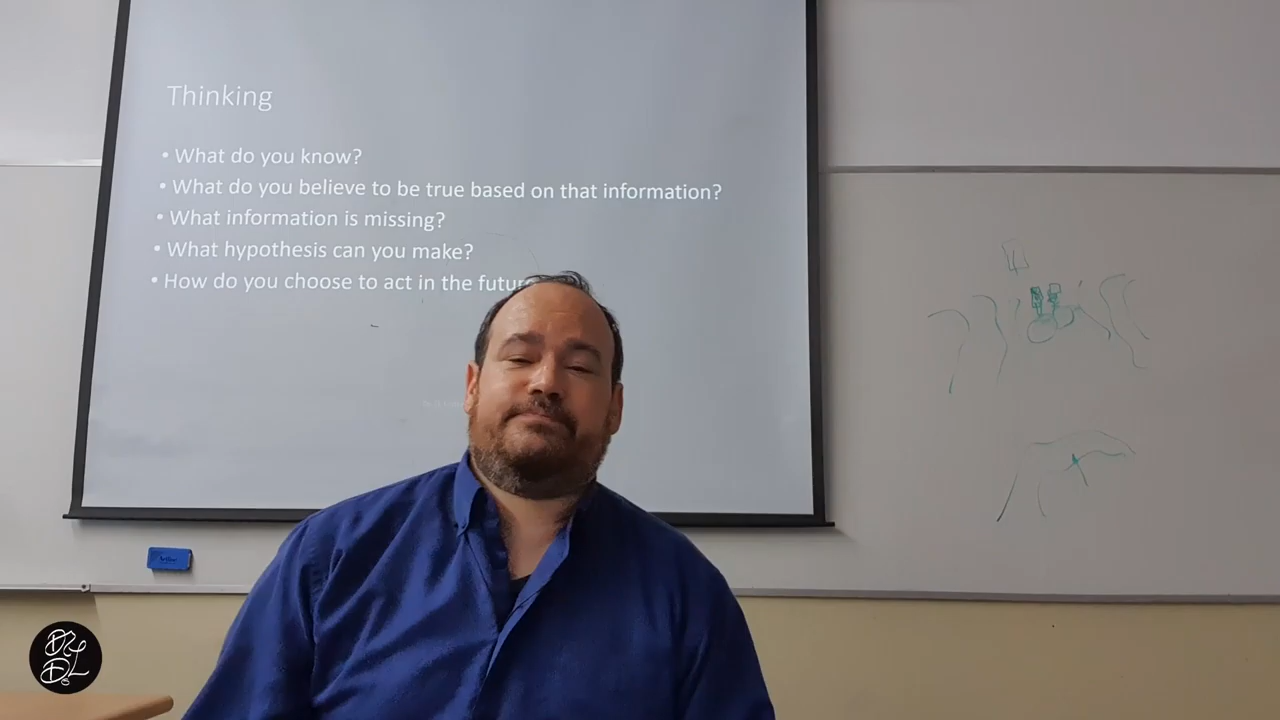 Thinking
• What do you know?
• What do you believe to be true based on that information?
• What information is missing?
• What hypothesis can you make?
• How do you choose to act in the